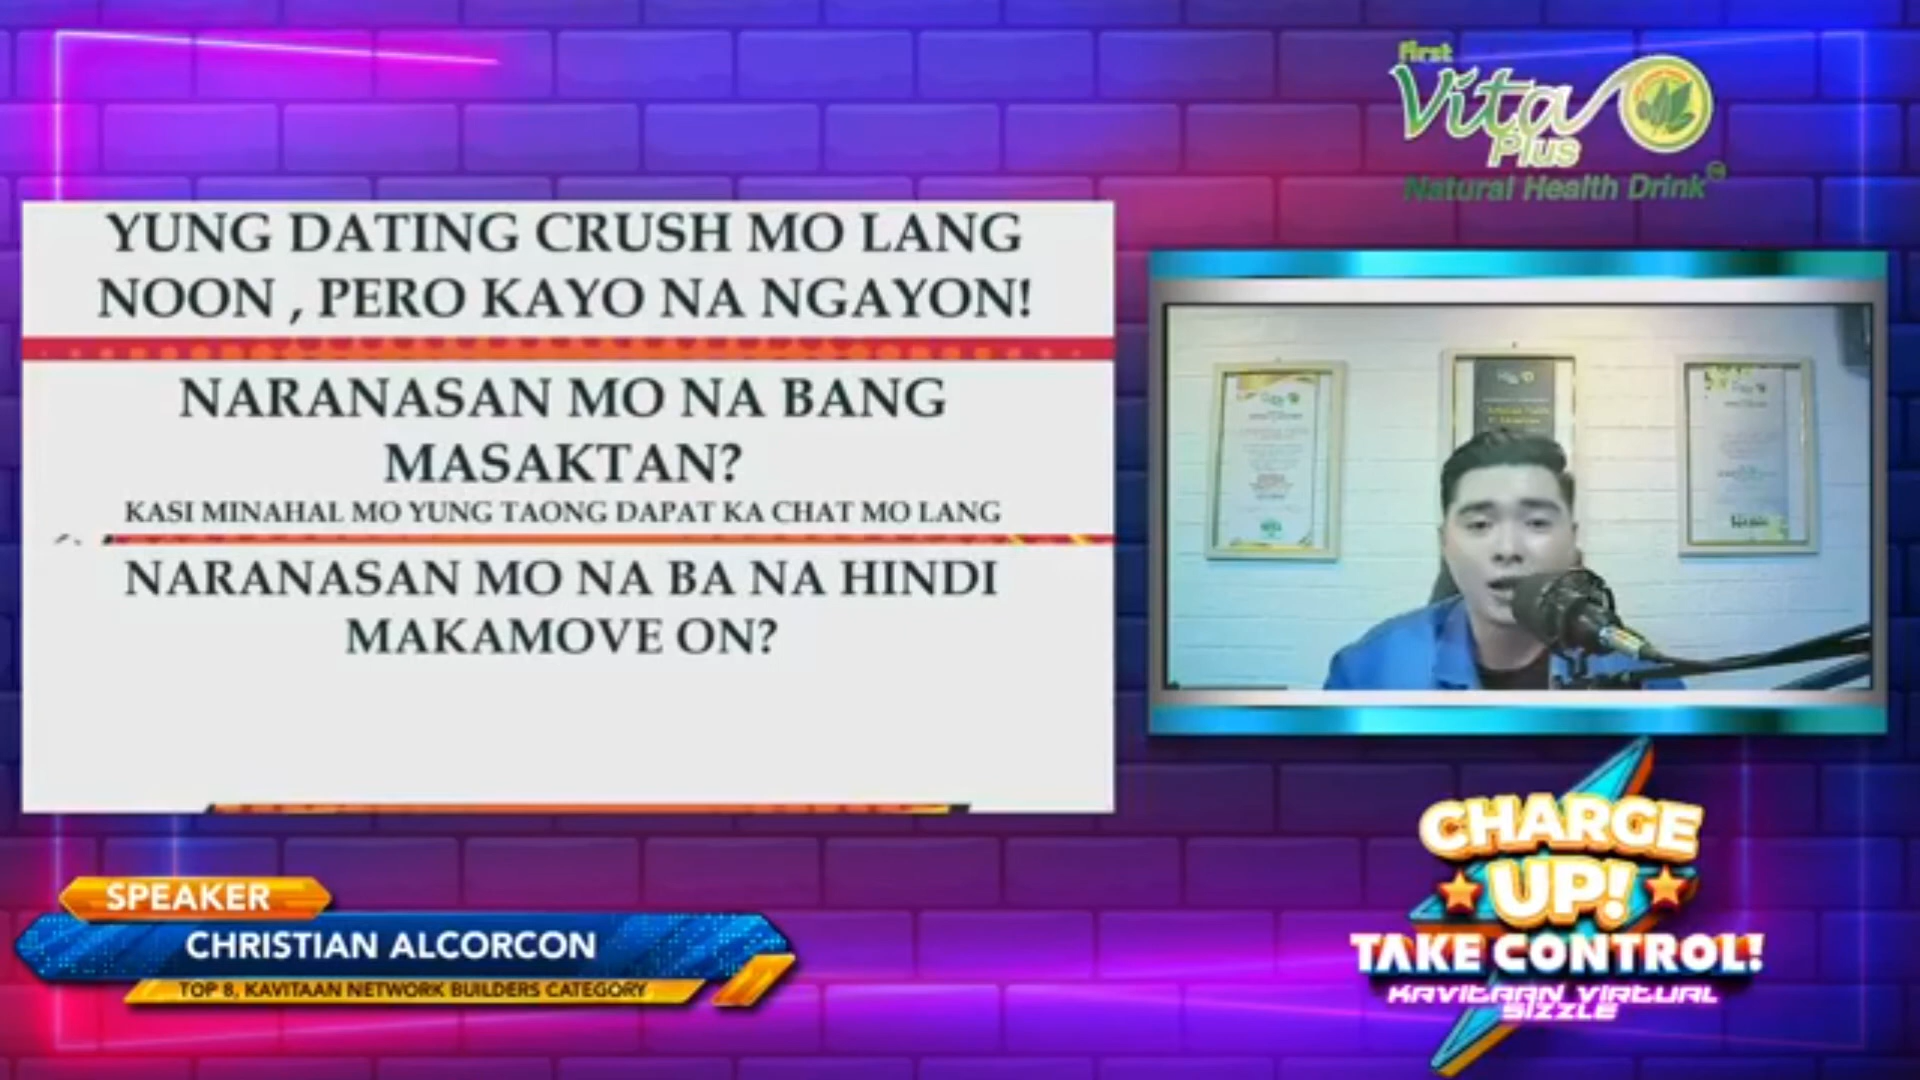 First
Vita
Plus
Natural Health Drink
TM
YUNG DATING CRUSH MO LANG
NOON , PERO KAYO NA NGAYON!
NARANASAN MO NA BANG
MASAKTAN?
KASI MINAHAL MO YUNG TAONG DAPAT KA CHAT MO LANG
NARANASAN MO NA BA NA HINDI
MAKAMOVE ON?
SPEAKER
CHRISTIAN ALCORCON
TOP 8, KAVITAAN NETWORK BUILDERS CATEGORY
CHARGE
UP!
TAKE CONTROL!
KAVITAAN VIRTUAL
SIZZLE